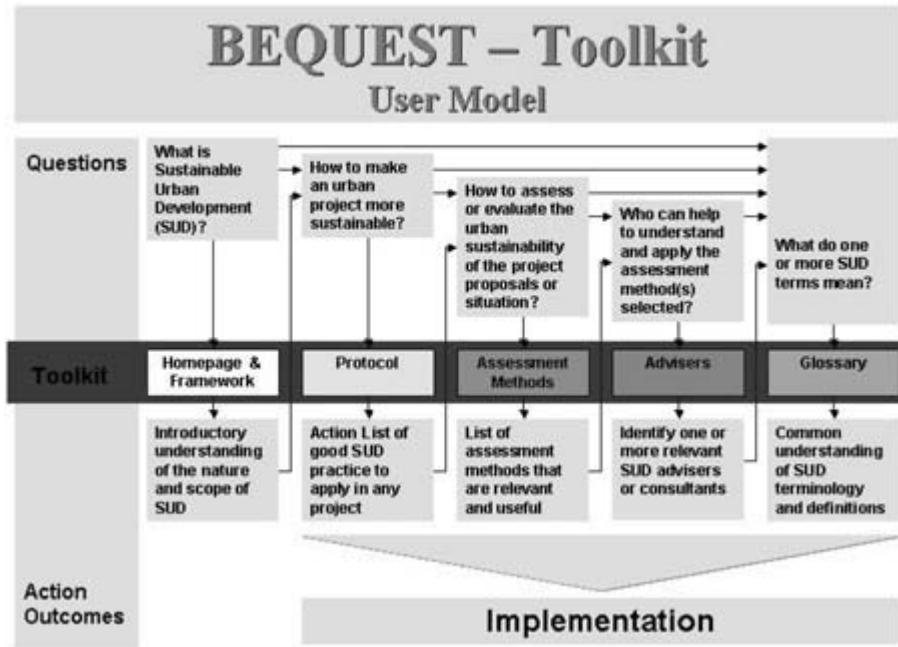 BEQUEST – Toolkit
User Model
Questions
What is
Sustainable
Urban
Development
(SUD)?
How to make
an urban
project more
sustainable?
How to assess
or evaluate the
urban
sustainability
of the project
proposals or
situation?
Who can help
to understand
and apply the
assessment
method(s)
selected?
What do one
or more SUD
terms mean?
Toolkit
Homepage &
Framework
Protocol
Assessment
Methods
Advisers
Glossary
Introductory
understanding
of the nature
and scope of
SUD
Action List of
good SUD
practice to
apply in any
project
List of
assessment
methods that
are relevant
and useful
Identify one or
more relevant
SUD advisers
or consultants
Common
understanding
of SUD
terminology
and definitions
Action
Outcomes
Implementation